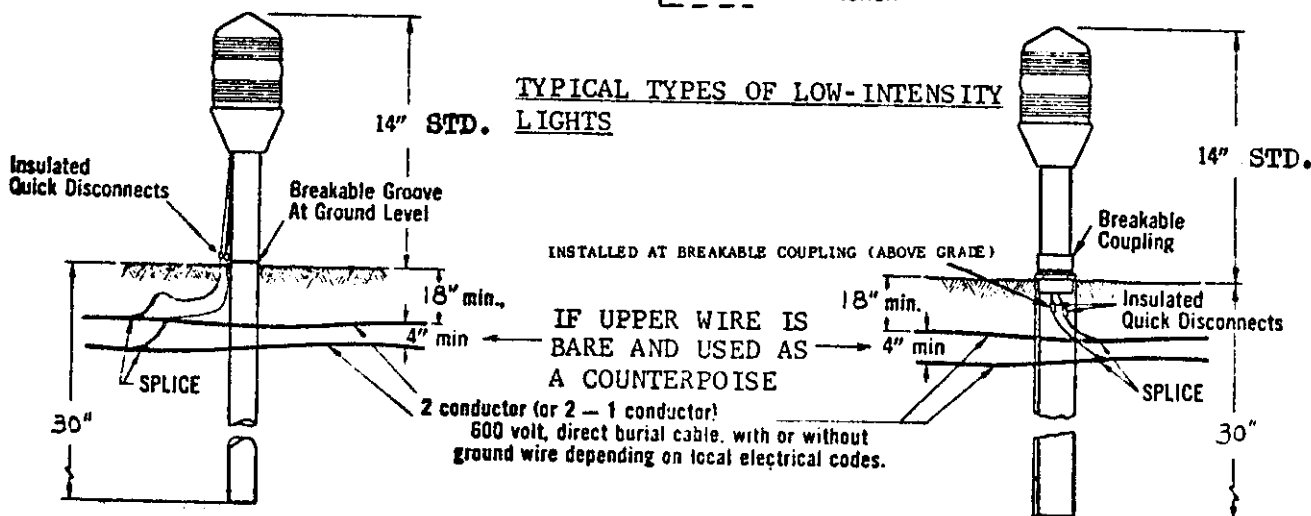 TYPICAL TYPES OF LOW-INTENSITY
LIGHTS
14" STD.
Insulated
Quick Disconnects
Breakable Groove
At Ground Level
18" min.,
4" min
SPLICE
30"
INSTALLED AT BREAKABLE COUPLING (ABOVE GRADE)
IF UPPER WIRE IS
BARE AND USED AS
A COUNTERPOISE
2 conductor (or 2 — 1 conductor)
600 volt, direct burial cable, with or without
ground wire depending on local electrical codes.
14" STD.
Breakable
Coupling
18" min.
4" min
Insulated
Quick Disconnects
SPLICE
30"